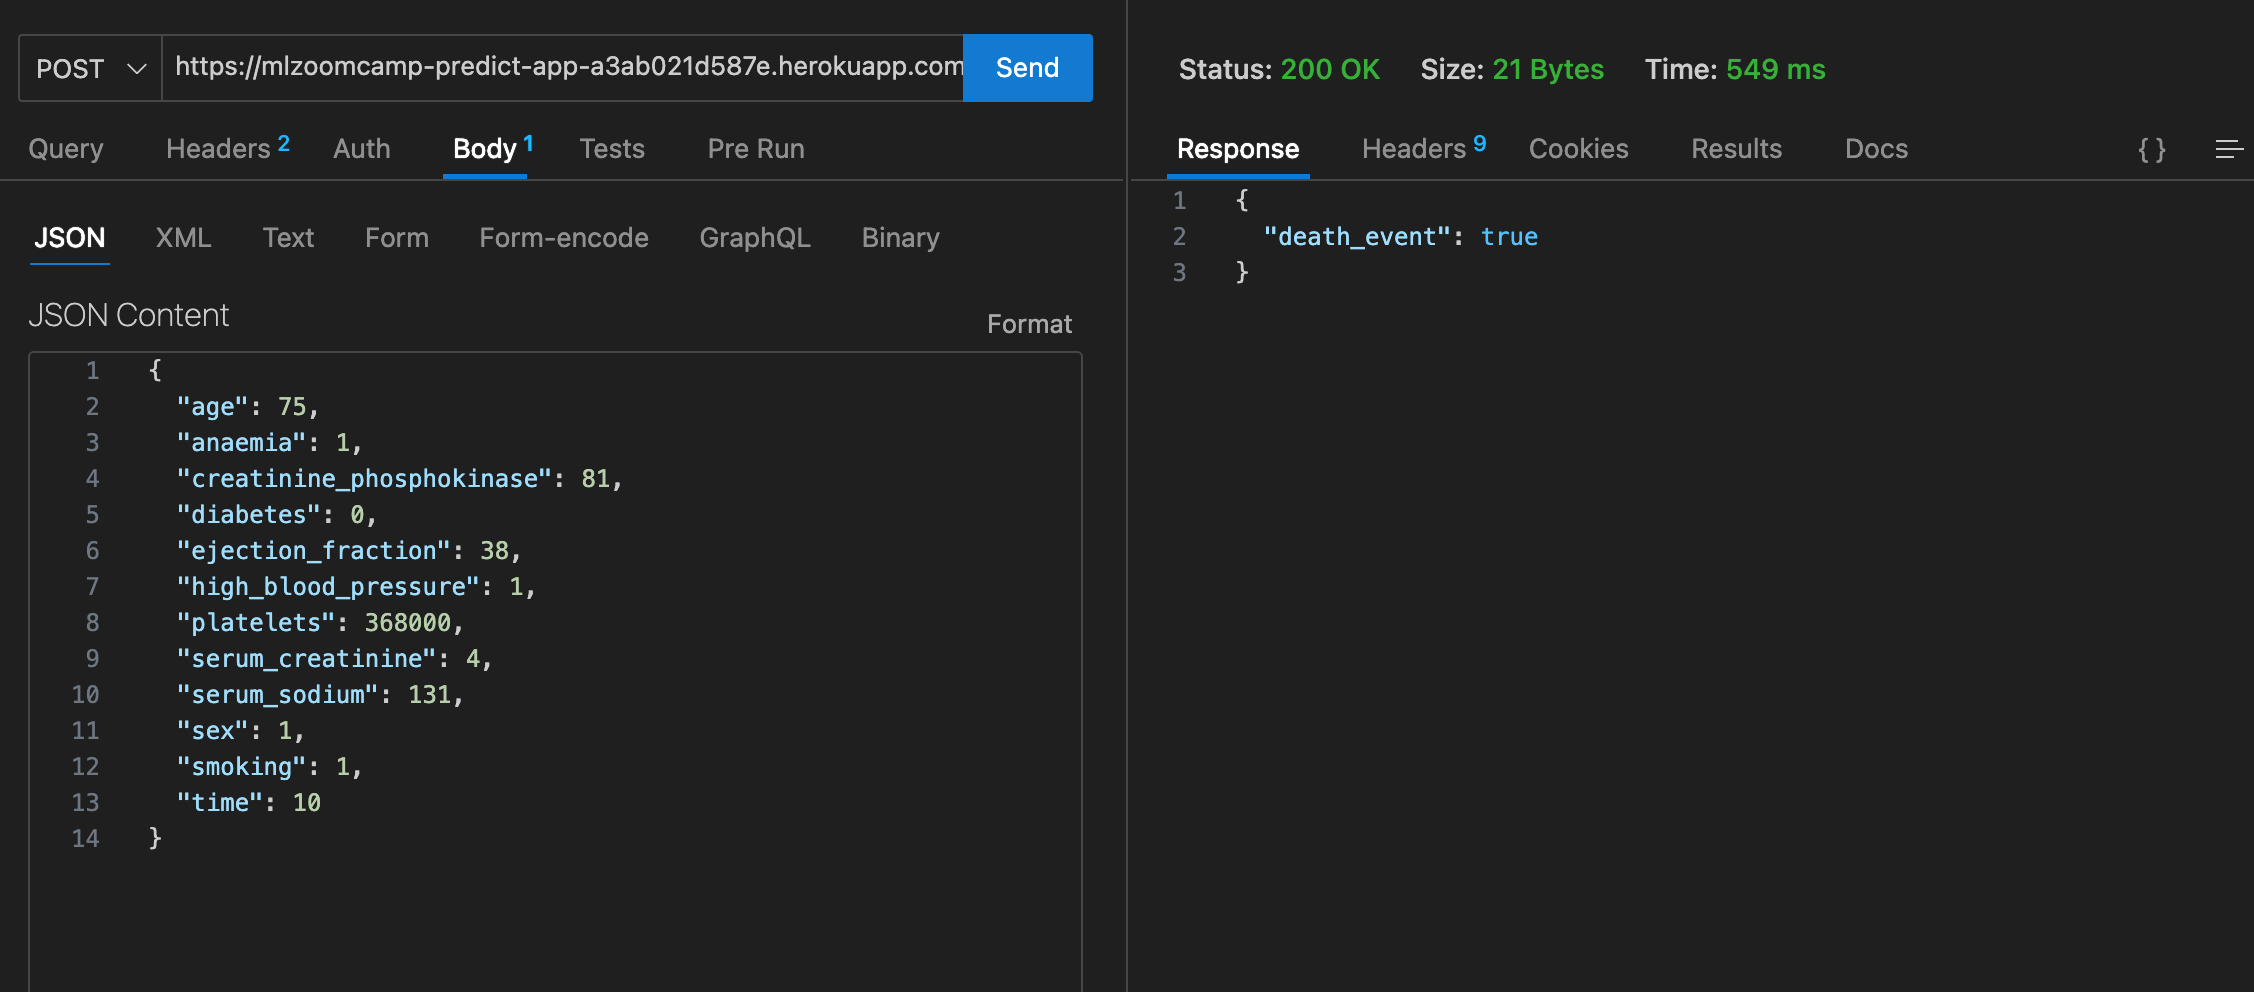 POST https://mlzoomcamp-predict-app-a3ab021d587e.herokuapp.com Send
Query Headers 2 Auth Body 1 Tests Pre Run
JSON XML Text Form Form-encode GraphQL Binary
JSON Content
Format
1 {
2 "age": 75,
3 "anaemia": 1,
4 "creatinine_phosphokinase": 81,
5 "diabetes": 0,
6 "ejection_fraction": 38,
7 "high_blood_pressure": 1,
8 "platelets": 368000,
9 "serum_creatinine": 4,
10 "serum_sodium": 131,
11 "sex": 1,
12 "smoking": 1,
13 "time": 10
14 }
Status: 200 OK Size: 21 Bytes Time: 549 ms
Response Headers 9 Cookies Results Docs { }
1 {
2 "death_event": true
3 }